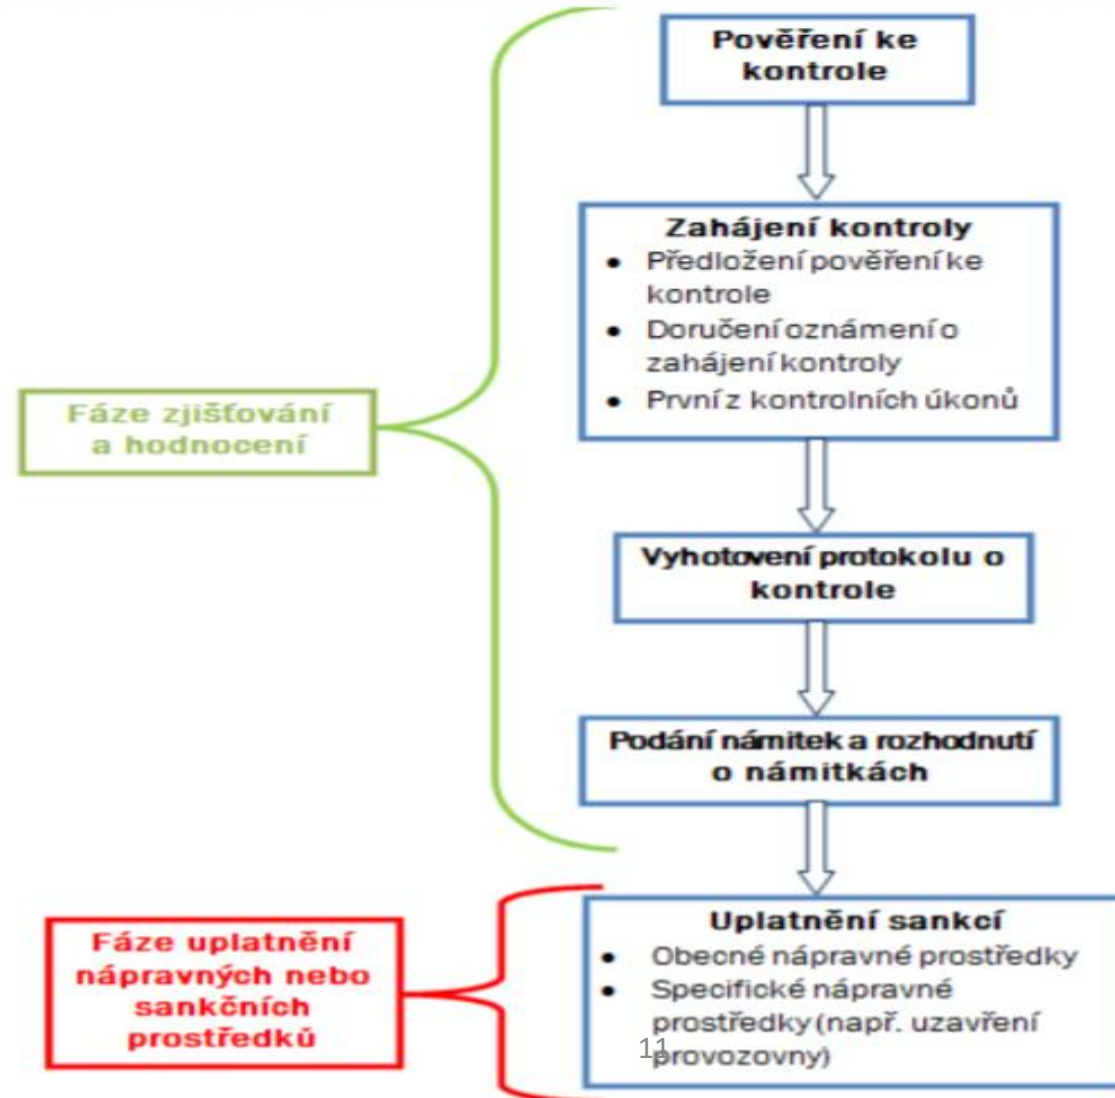 Pověření ke
kontrole
Zahájení kontroly
• Předložení pověření ke
kontrole
• Doručení oznámení o
zahájení kontroly
• První z kontrolních úkonů
Fáze zjišťování
a hodnocení
Vyhotovení protokolu o
kontrole
Podání námitek a rozhodnutí
o námitkách
Fáze uplatnění
nápravných nebo
sankčních
prostředků
Uplatnění sankcí
• Obecné nápravné prostředky
• Specifické nápravné
prostředky (např. uzavření
provozovny)
11